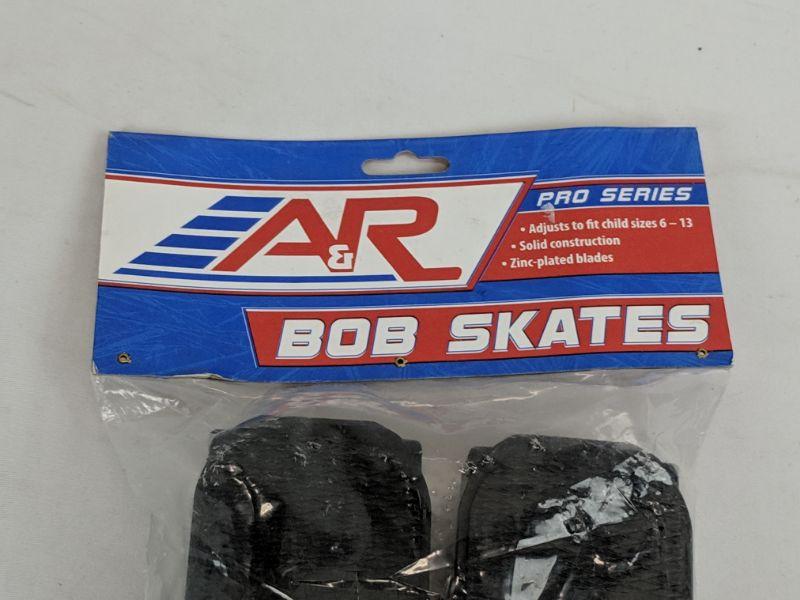 A&R
PRO SERIES
• Adjusts to fit child sizes 6 – 13
• Solid construction
• Zinc-plated blades
BOB SKATES